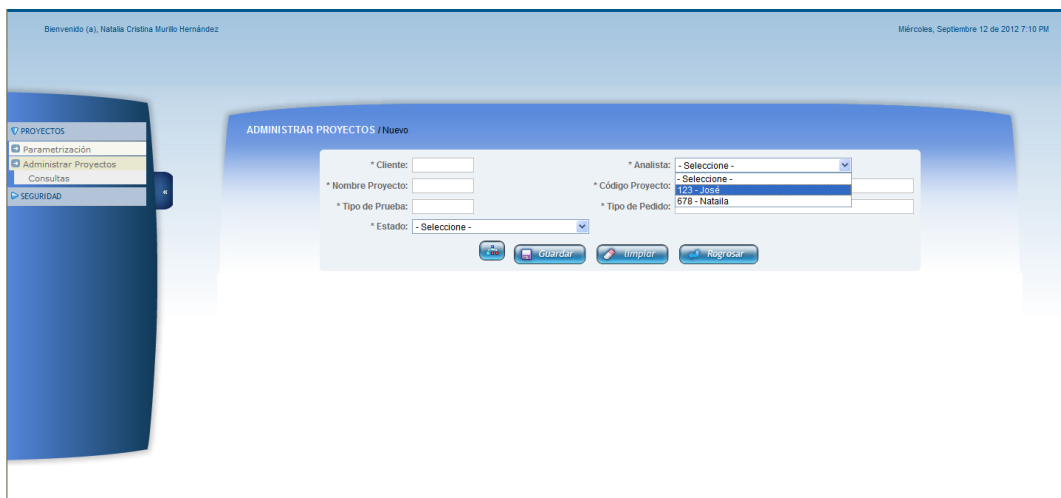 Bienvenido (a), Natalia Cristina Murillo Hernández
Miércoles, Septiembre 12 de 2012 7:10 PM
PROYECTOS
Parametrización
Administrar Proyectos
Consultas
SEGURIDAD
«
ADMINISTRAR PROYECTOS / Nuevo
* Cliente:
* Analista: - Seleccione -
- Seleccione -
123 - José
678 - Nataila
* Nombre Proyecto:
* Código Proyecto:
* Tipo de Prueba:
* Tipo de Pedido:
* Estado: - Seleccione -
Guardar
limpiar
Regresar